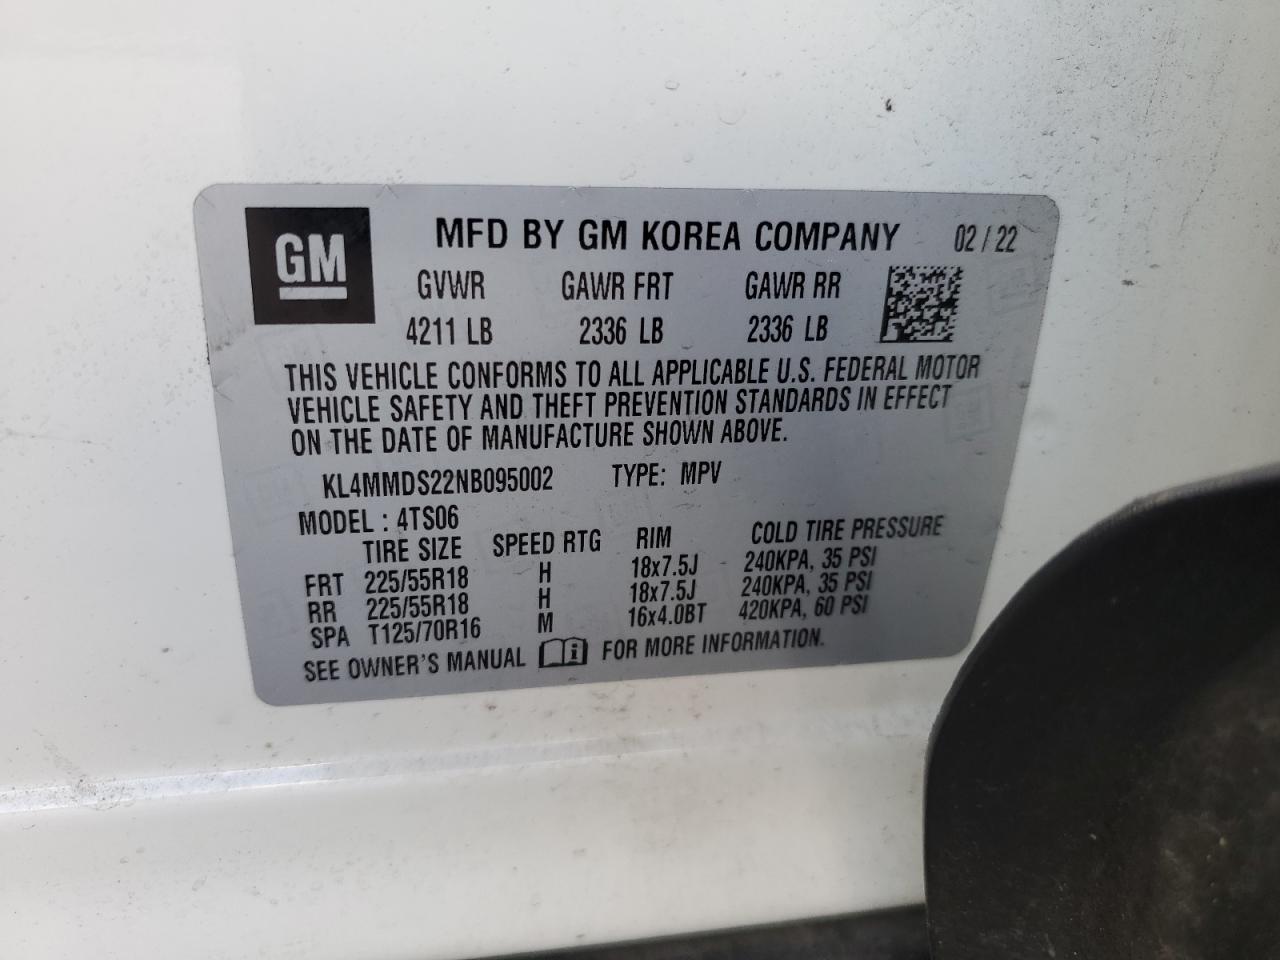 GM
MFD BY GM KOREA COMPANY 02 / 22
GVWR GAWR FRT GAWR RR
4211 LB 2336 LB 2336 LB
THIS VEHICLE CONFORMS TO ALL APPLICABLE U.S. FEDERAL MOTOR
VEHICLE SAFETY AND THEFT PREVENTION STANDARDS IN EFFECT
ON THE DATE OF MANUFACTURE SHOWN ABOVE.
KL4MMDS22NB095002 TYPE: MPV
MODEL : 4TS06
TIRE SIZE SPEED RTG RIM COLD TIRE PRESSURE
FRT 225/55R18 H 18x7.5J 240KPA, 35 PSI
RR 225/55R18 H 18x7.5J 240KPA, 35 PSI
SPA T125/70R16 M 16x4.0BT 420KPA, 60 PSI
SEE OWNER'S MANUAL i FOR MORE INFORMATION.